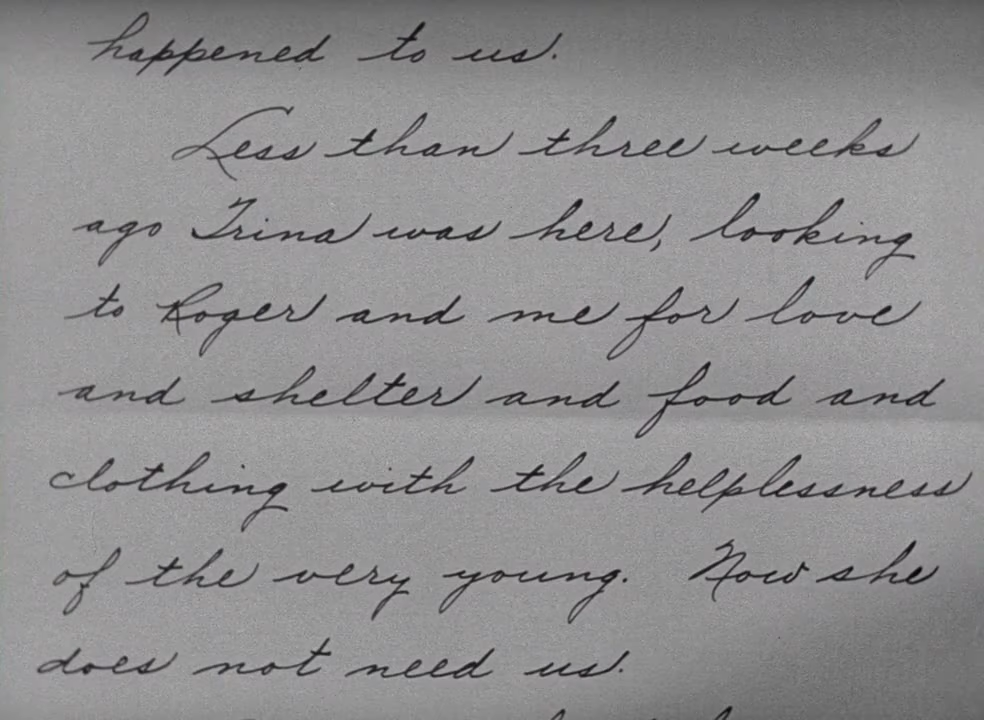 happened to us.
Less than three weeks
ago Trina was here, looking
to Roger and me for love
and shelter and food and
clothing with the helplessness
of the very young. Now she
does not need us.